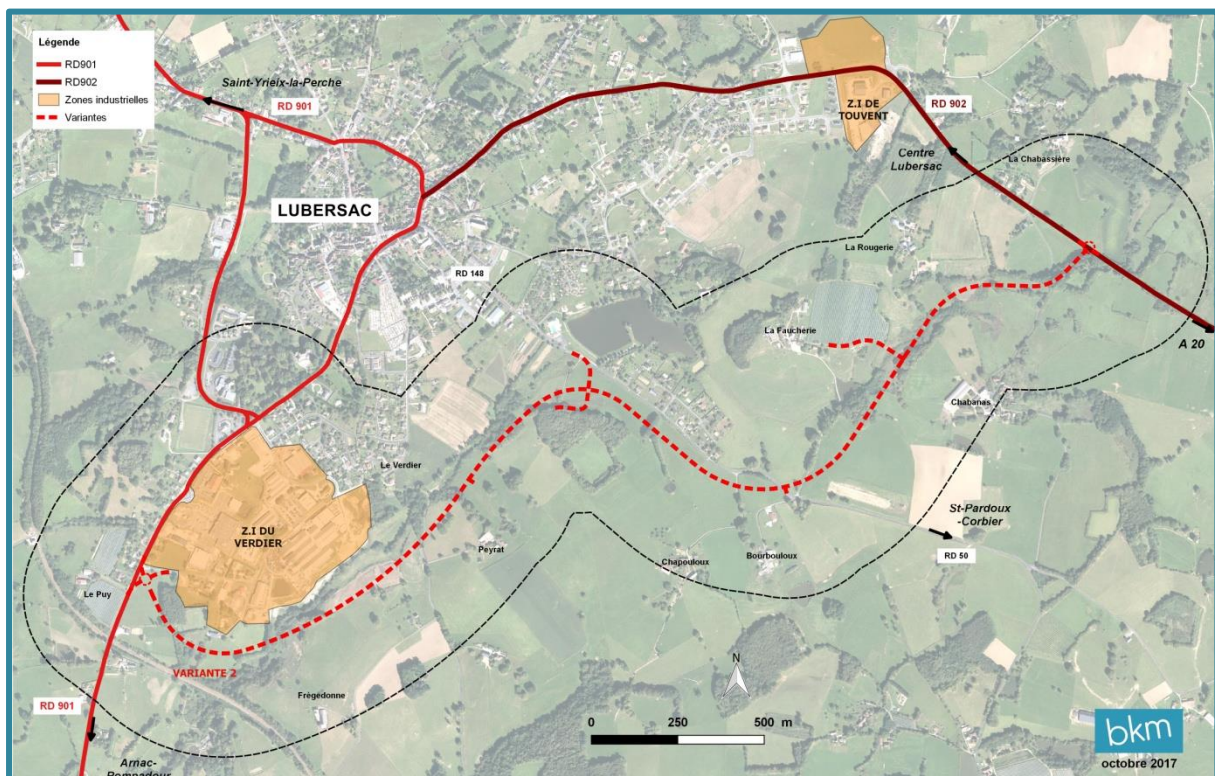 Légende
RD901
RD902
Zones industrielles
Variantes
Saint-Yrieix-la-Perche
RD 901
Z.I DE
TOUVENT
RD 902
Centre
Lubersac
La Chabassière
LUBERSAC
La Rougerie
RD 148
La Faucherie
A 20
Chabanas
Le Verdier
Z.I DU
VERDIER
St-Pardoux
-Corbier
Peyrat
Bourbouloux
Chapouloux
RD 50
Le Puy
VARIANTE 2
Frégédonne
N
RD 901
0 250 500 m
Arnac-
Pompadour
bkm
octobre 2017